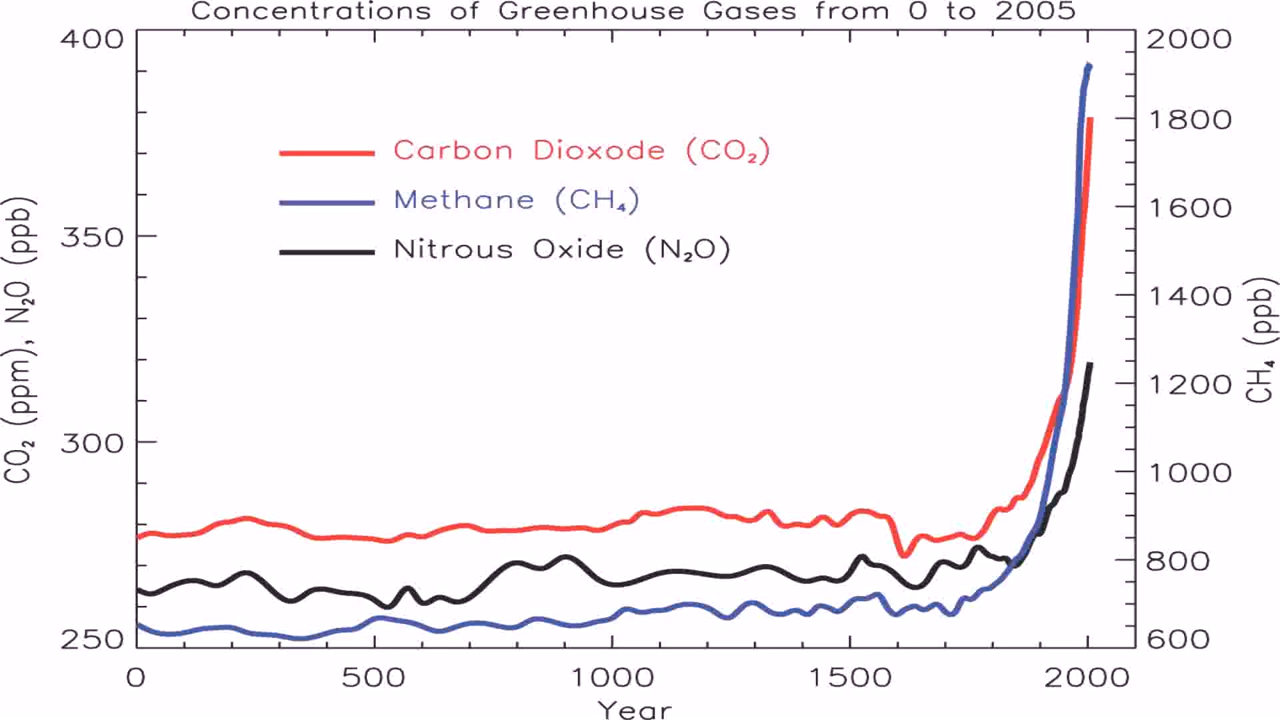 Concentrations of Greenhouse Gases from 0 to 2005
400
350
300
250
CO₂ (ppm), N₂O (ppb)
Carbon Dioxode (CO₂)
Methane (CH₄)
Nitrous Oxide (N₂O)
2000
1800
1600
1400
1200
1000
800
600
CH₄ (ppb)
0 500 1000 1500 2000
Year